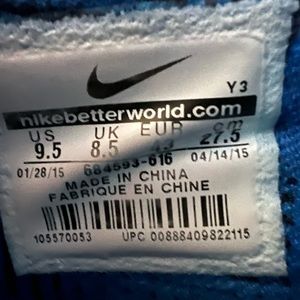 Y3
nikebetterworld.com
US UK EUR cm
9.5 8.5 43 27.5
01/28/15 684593-616 04/14/15
MADE IN CHINA
FABRIQUE EN CHINE
105570053 UPC 00888409822115